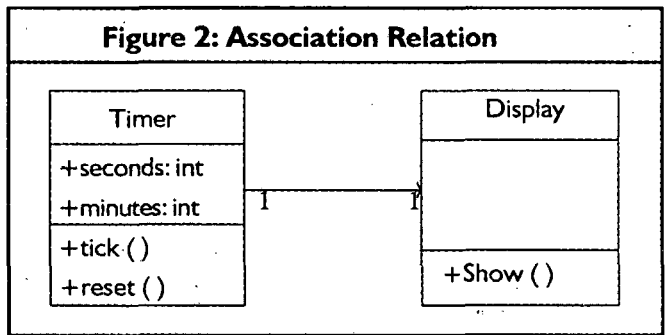 Figure 2: Association Relation
Timer
+seconds: int
+minutes: int
+tick ()
+reset ()
1
1
Display
+Show ()